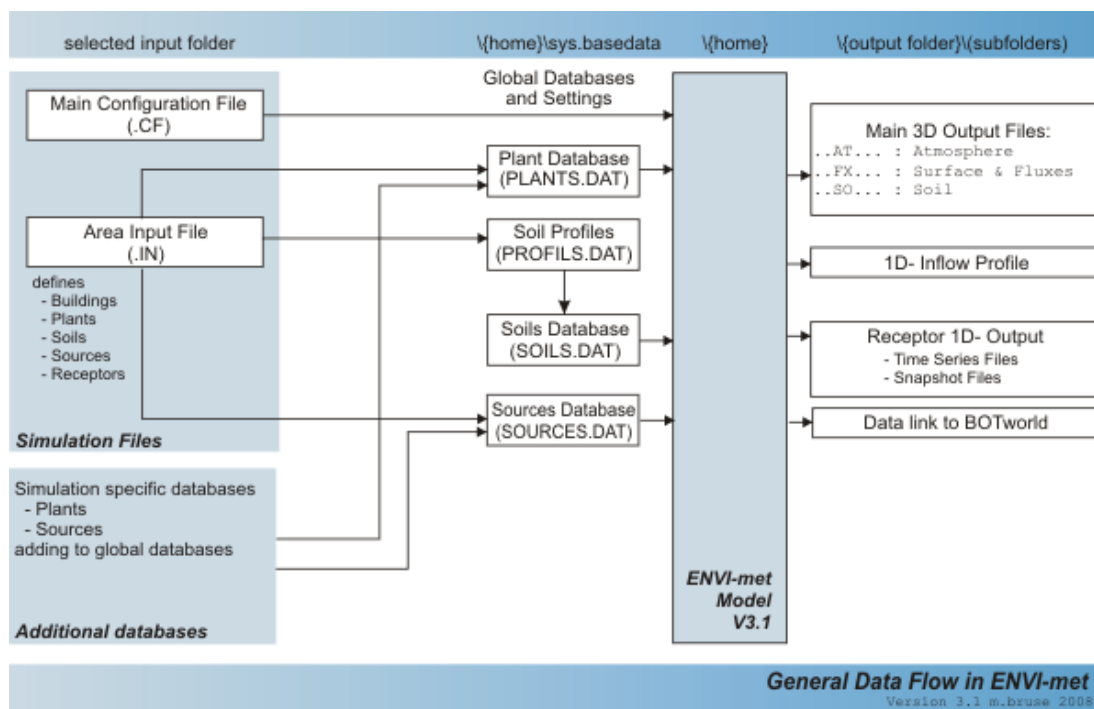 selected input folder
\{home}\sys.basedata
\{home}
\{output folder}\(subfolders)
Main Configuration File
(.CF)
Area Input File
(.IN)
defines
- Buildings
- Plants
- Soils
- Sources
- Receptors
Simulation Files
Simulation specific databases
- Plants
- Sources
adding to global databases
Additional databases
Global Databases
and Settings
Plant Database
(PLANTS.DAT)
Soil Profiles
(PROFILS.DAT)
Soils Database
(SOILS.DAT)
Sources Database
(SOURCES.DAT)
ENVI-met
Model
V3.1
Main 3D Output Files:
..AT... : Atmosphere
..FX... : Surface & Fluxes
..SO... : Soil
1D- Inflow Profile
Receptor 1D- Output
- Time Series Files
- Snapshot Files
Data link to BOTworld
General Data Flow in ENVI-met
Version 3.1 m.bruse 2008